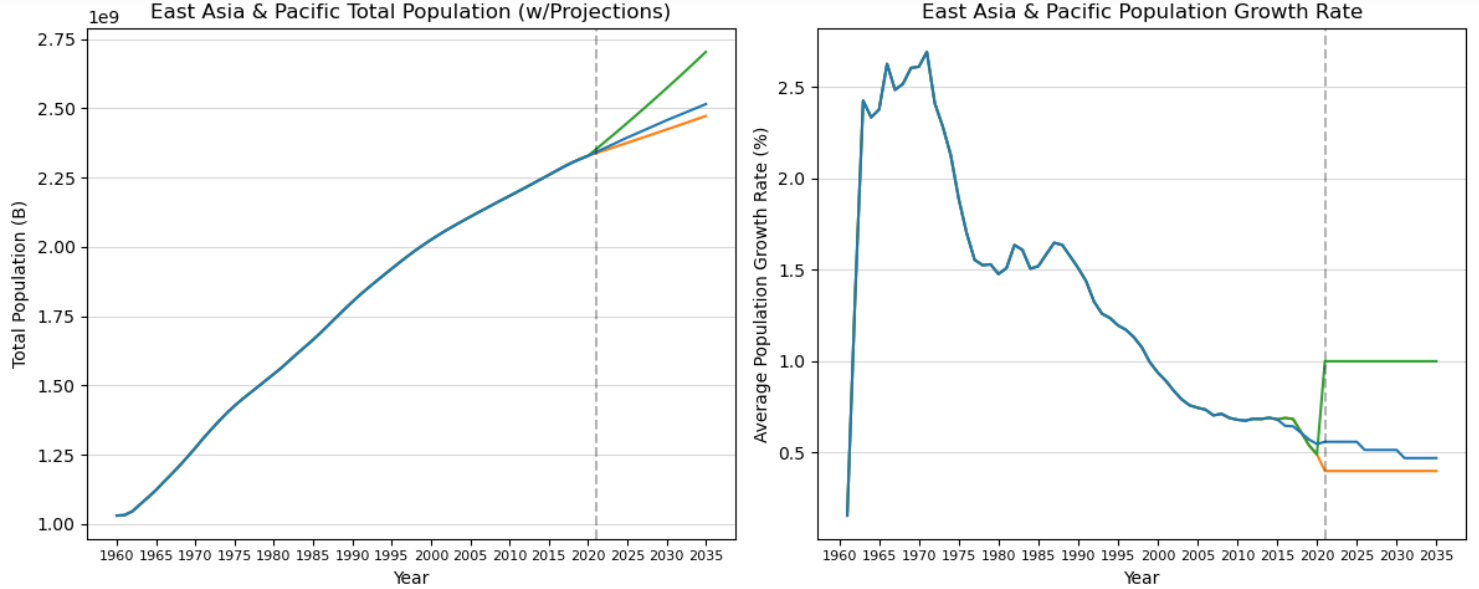 East Asia & Pacific Total Population (w/Projections)
1e9
2.75
2.50
2.25
2.00
1.75
1.50
1.25
1.00
Total Population (B)
1960 1965 1970 1975 1980 1985 1990 1995 2000 2005 2010 2015 2020 2025 2030 2035
Year
East Asia & Pacific Population Growth Rate
2.5
2.0
1.5
1.0
0.5
Average Population Growth Rate (%)
1960 1965 1970 1975 1980 1985 1990 1995 2000 2005 2010 2015 2020 2025 2030 2035
Year